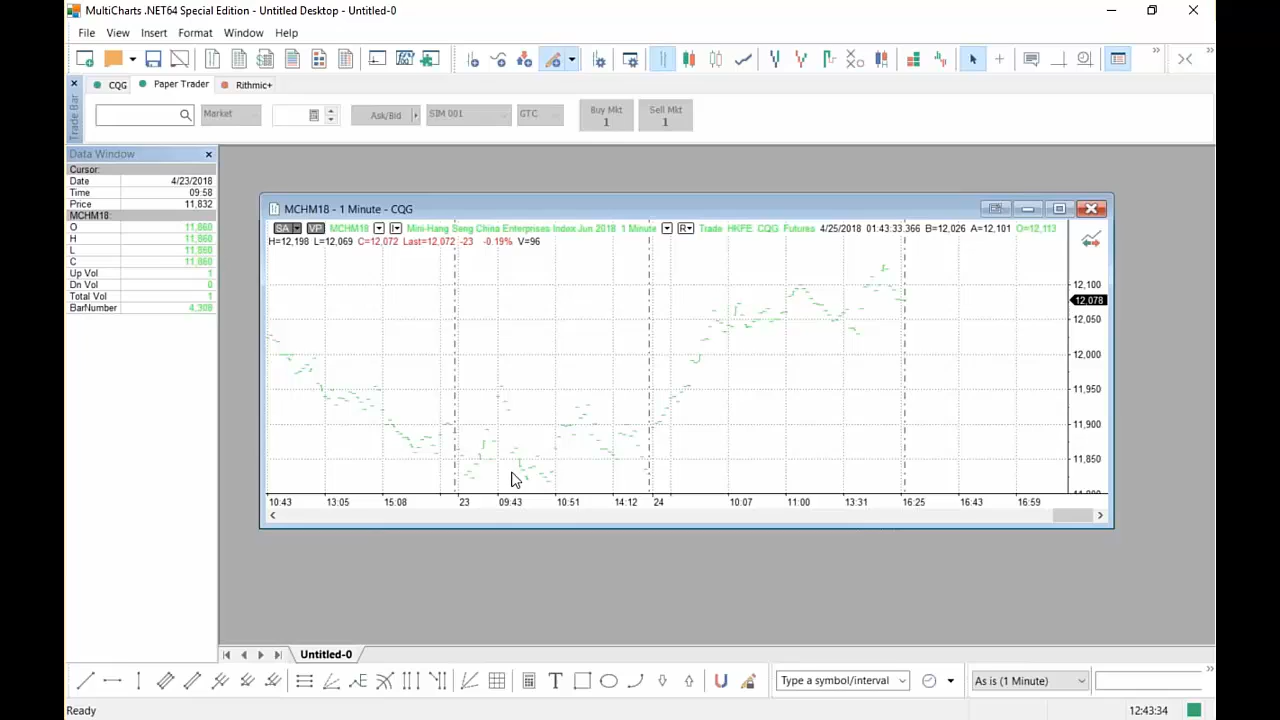 MultiCharts .NET64 Special Edition - Untitled Desktop - Untitled-0
File View Insert Format Window Help
CQG Paper Trader Rithmic+
Trade Bar
Market Ask/Bid SIM 001 GTC Buy Mkt 1 Sell Mkt 1
Data Window
Cursor:
Date 4/23/2018
Time 09:58
Price 11,832
MCHM18:
O 11,860
H 11,860
L 11,860
C 11,860
Up Vol 1
Dn Vol 0
Total Vol 1
BarNumber 4,308
MCHM18 - 1 Minute - CQG
SA VP MCHM18 Mini-Hang Seng China Enterprises Index Jun 2018 1 Minute R Trade HKFE CQG Futures 4/25/2018 01:43:33.366 B=12,026 A=12,101 O=12,113
H=12,198 L=12,069 C=12,072 Last=12,072 -23 -0.19% V=96
12,100
12,078
12,050
12,000
11,950
11,900
11,850
10:43 13:05 15:08 23 09:43 10:51 14:12 24 10:07 11:00 13:31 16:25 16:43 16:59
Untitled-0
Type a symbol/interval As is (1 Minute)
Ready 12:43:34